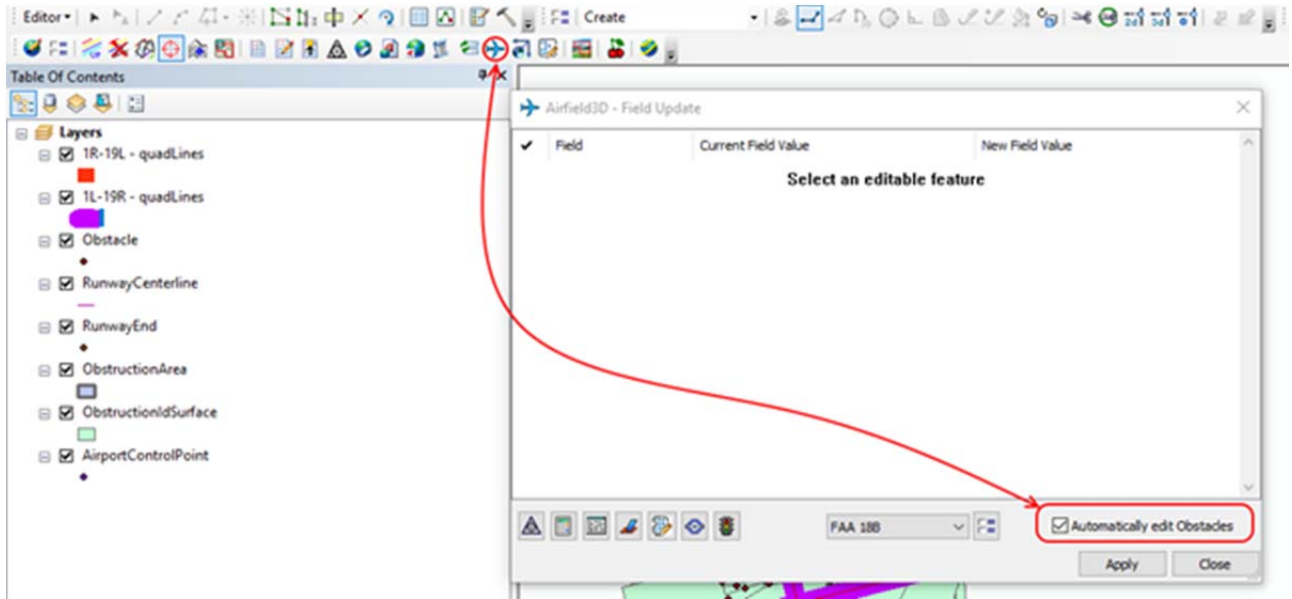 Editor
Create
Table Of Contents
Layers
1R-19L - quadLines
1L-19R - quadLines
Obstacle
RunwayCenterline
RunwayEnd
ObstructionArea
ObstructionIdSurface
AirportControlPoint
Airfield3D - Field Update
Field Current Field Value New Field Value
Select an editable feature
FAA 18B
Automatically edit Obstacles
Apply Close